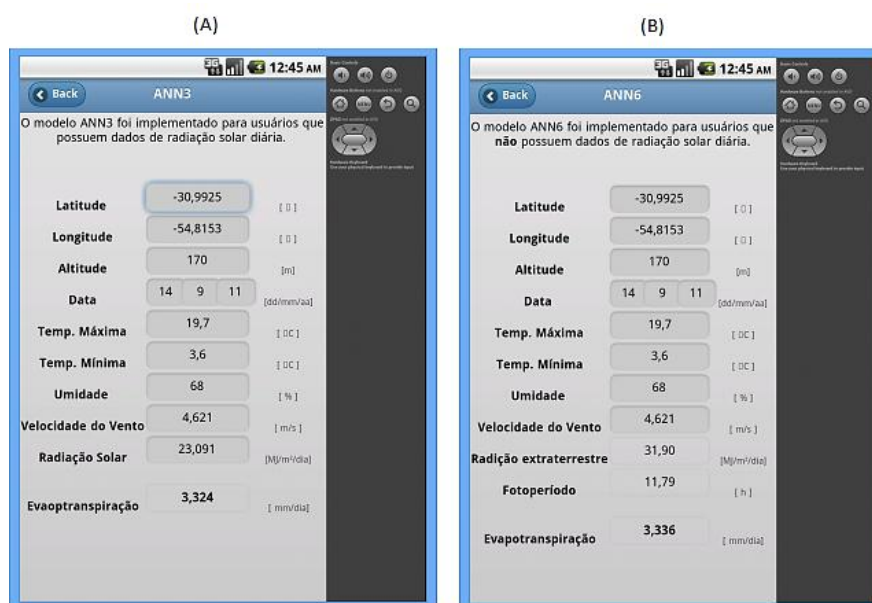 (A)
12:45 AM
Back
ANN3
O modelo ANN3 foi implementado para usuários que
possuem dados de radiação solar diária.
Latitude -30,9925
Longitude -54,8153
Altitude 170 [m]
Data 14 9 11 [dd/mm/aa]
Temp. Máxima 19,7 [ □C ]
Temp. Mínima 3,6 [ □C ]
Umidade 68 [ % ]
Velocidade do Vento 4,621 [ m/s ]
Radiação Solar 23,091 [MJ/m²/dia]
Evaoptranspiração 3,324 [ mm/dia]
(B)
12:45 AM
Back
ANN6
O modelo ANN6 foi implementado para usuários que
não possuem dados de radiação solar diária.
Latitude -30,9925
Longitude -54,8153
Altitude 170 [m]
Data 14 9 11 [dd/mm/aa]
Temp. Máxima 19,7 [ □C ]
Temp. Mínima 3,6 [ □C ]
Umidade 68 [ % ]
Velocidade do Vento 4,621 [ m/s ]
Radição extraterrestre 31,90 [MJ/m²/dia]
Fotoperíodo 11,79 [ h ]
Evapotranspiração 3,336 [ mm/dia]